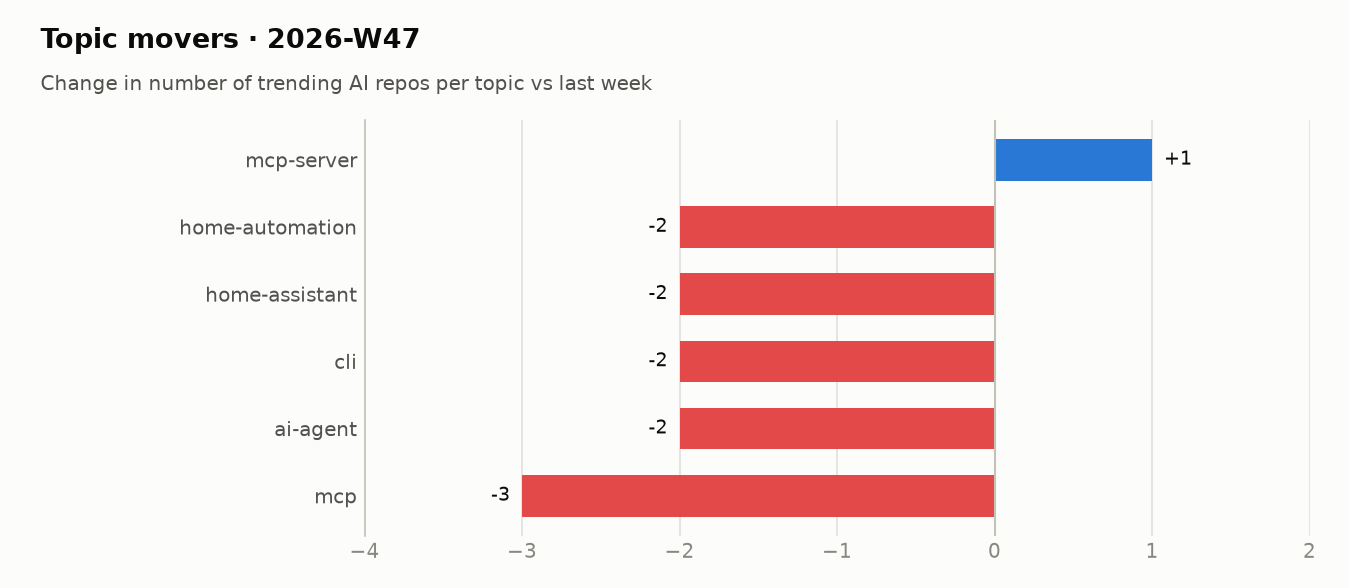 Topic movers · 2026-W47
Change in number of trending AI repos per topic vs last week
mcp-server +1
home-automation -2
home-assistant -2
cli -2
ai-agent -2
mcp -3
−4 −3 −2 −1 0 1 2